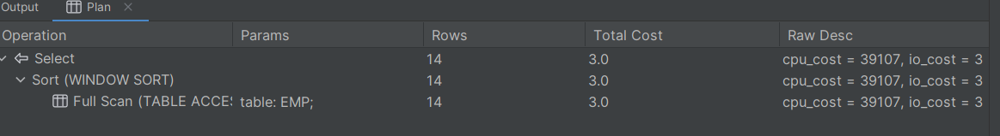 Output Plan
Operation Params Rows Total Cost Raw Desc
Select 14 3.0 cpu_cost = 39107, io_cost = 3
Sort (WINDOW SORT) 14 3.0 cpu_cost = 39107, io_cost = 3
Full Scan (TABLE ACCES table: EMP; 14 3.0 cpu_cost = 39107, io_cost = 3